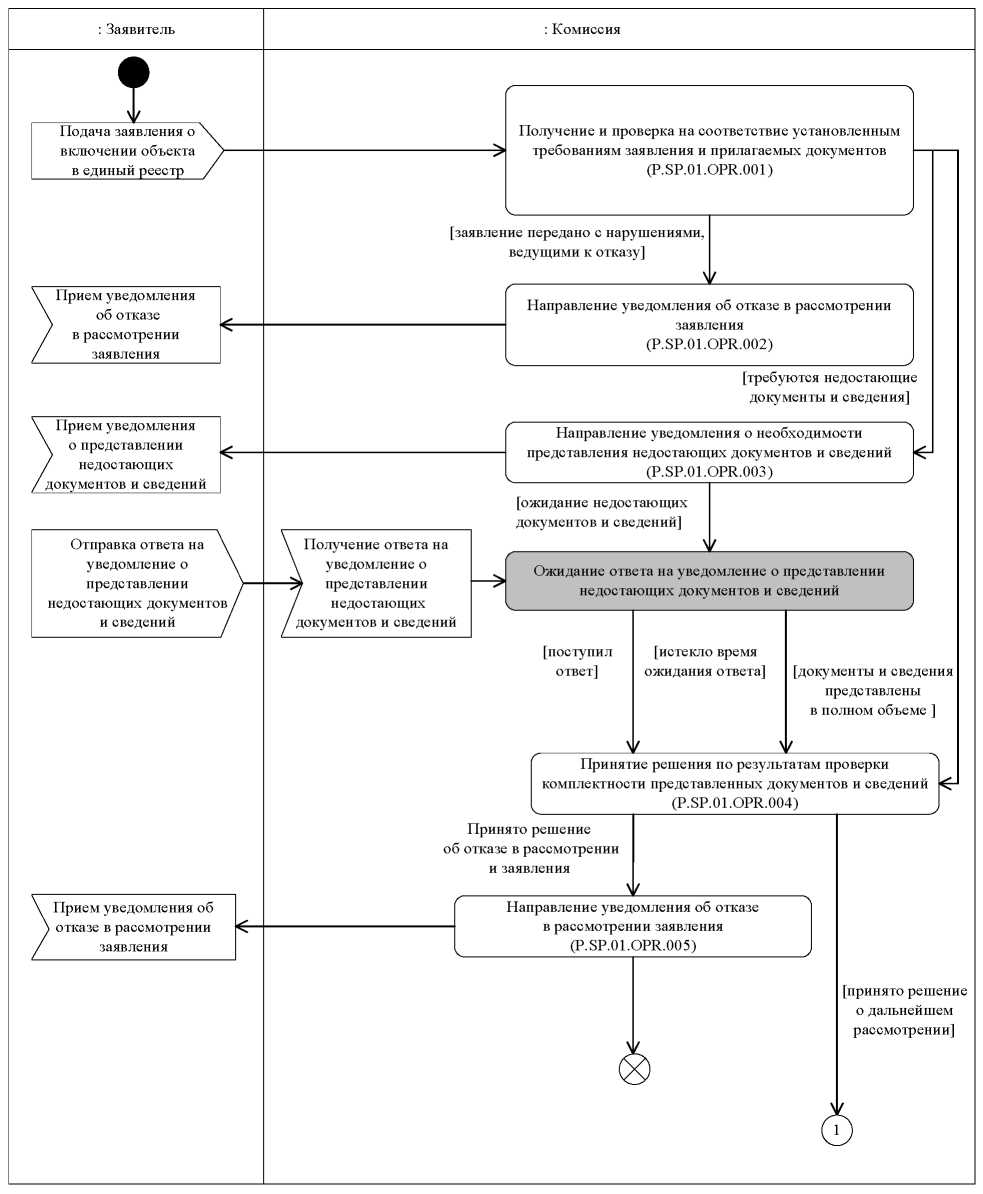 : Заявитель
: Комиссия
Подача заявления о
включении объекта
в единый реестр
Получение и проверка на соответствие установленным
требованиям заявления и прилагаемых документов
(P.SP.01.OPR.001)
[заявление передано с нарушениями,
ведущими к отказу]
Прием уведомления
об отказе
в рассмотрении
заявления
Направление уведомления об отказе в рассмотрении
заявления
(P.SP.01.OPR.002)
[требуются недостающие
документы и сведения]
Прием уведомления
о представлении
недостающих
документов и сведений
Направление уведомления о необходимости
представления недостающих документов и сведений
(P.SP.01.OPR.003)
[ожидание недостающих
документов и сведений]
Отправка ответа на
уведомление о
представлении
недостающих документов
и сведений
Получение ответа на
уведомление о
представлении
недостающих
документов и сведений
Ожидание ответа на уведомление о представлении
недостающих документов и сведений
[поступил
ответ]
[истекло время
ожидания ответа]
[документы и сведения
представлены
в полном объеме ]
Принятие решения по результатам проверки
комплектности представленных документов и сведений
(P.SP.01.OPR.004)
Принято решение
об отказе в рассмотрении
и заявления
Прием уведомления об
отказе в рассмотрении
заявления
Направление уведомления об отказе
в рассмотрении заявления
(P.SP.01.OPR.005)
[принято решение
о дальнейшем
рассмотрении]
1